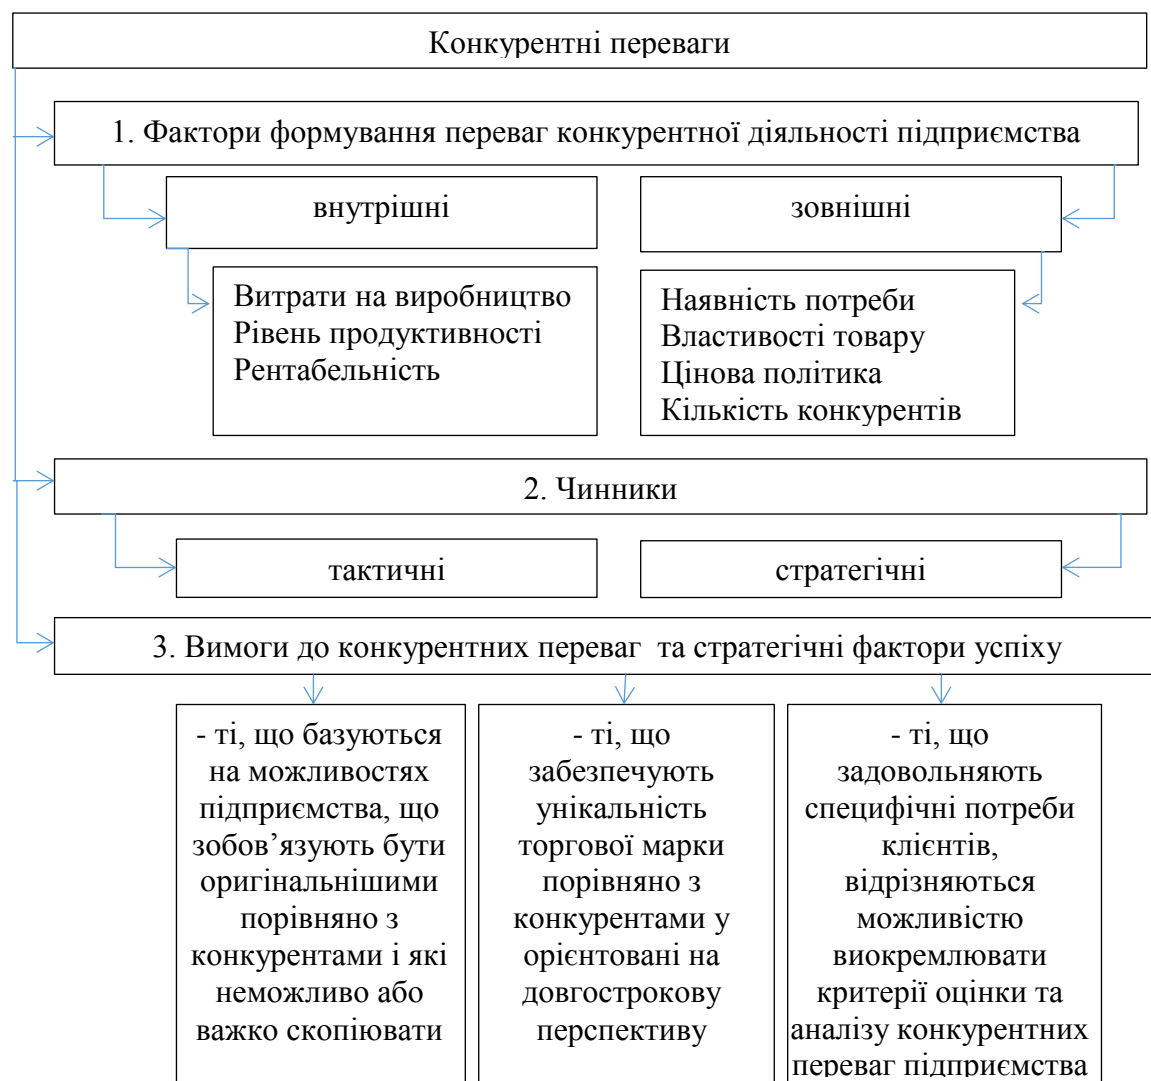 Конкурентні переваги
1. Фактори формування переваг конкурентної діяльності підприємства
внутрішні
зовнішні
Витрати на виробництво
Рівень продуктивності
Рентабельність
Наявність потреби
Властивості товару
Цінова політика
Кількість конкурентів
2. Чинники
тактичні
стратегічні
3. Вимоги до конкурентних переваг та стратегічні фактори успіху
- ті, що базуються
на можливостях
підприємства, що
зобов’язують бути
оригінальнішими
порівняно з
конкурентами і які
неможливо або
важко скопіювати
- ті, що
забезпечують
унікальність
торгової марки
порівняно з
конкурентами у
орієнтовані на
довгострокову
перспективу
- ті, що
задовольняють
специфічні потреби
клієнтів,
відрізняються
можливістю
виокремлювати
критерії оцінки та
аналізу конкурентних
переваг підприємства